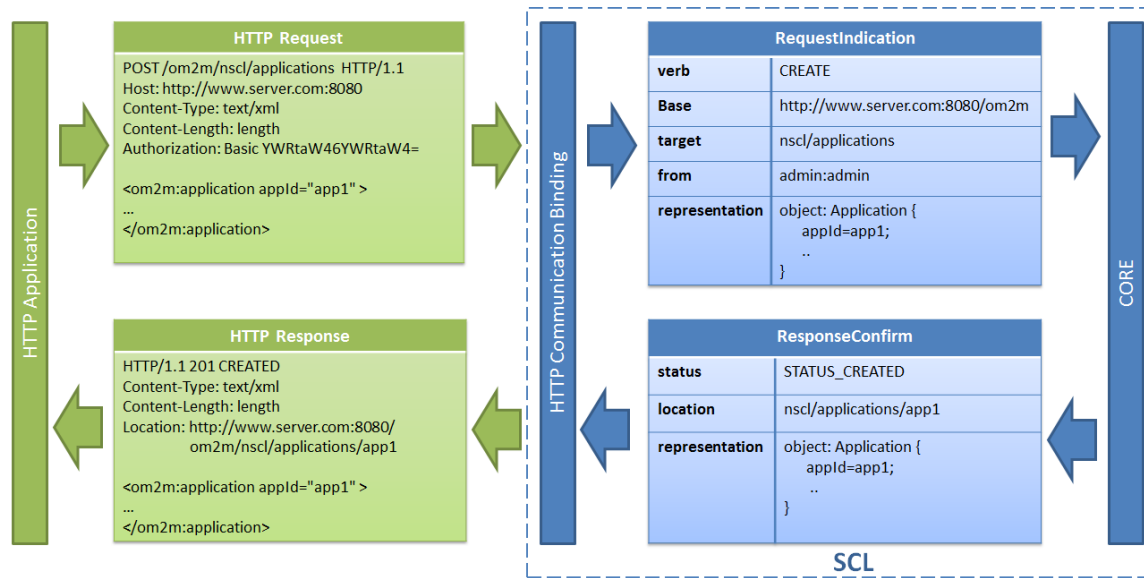 HTTP Application
HTTP Request
POST /om2m/nscl/applications HTTP/1.1
Host: http://www.server.com:8080
Content-Type: text/xml
Content-Length: length
Authorization: Basic YWRtaW46YWRtaW4=
<om2m:application appId="app1" >
...
</om2m:application>
HTTP Response
HTTP/1.1 201 CREATED
Content-Type: text/xml
Content-Length: length
Location: http://www.server.com:8080/
om2m/nscl/applications/app1
<om2m:application appId="app1" >
...
</om2m:application>
HTTP Communication Binding
RequestIndication
verb CREATE
Base http://www.server.com:8080/om2m
target nscl/applications
from admin:admin
representation object: Application {
appId=app1;
..
}
ResponseConfirm
status STATUS_CREATED
location nscl/applications/app1
representation object: Application {
appId=app1;
..
}
CORE
SCL